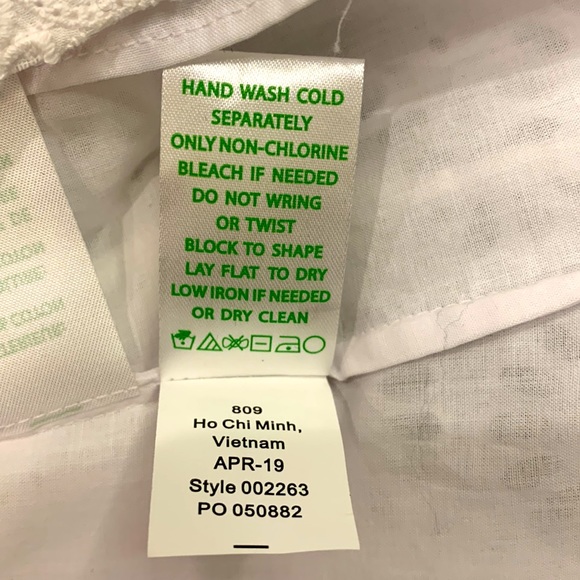 HAND WASH COLD
SEPARATELY
ONLY NON-CHLORINE
BLEACH IF NEEDED
DO NOT WRING
OR TWIST
BLOCK TO SHAPE
LAY FLAT TO DRY
LOW IRON IF NEEDED
OR DRY CLEAN
809
Ho Chi Minh,
Vietnam
APR-19
Style 002263
PO 050882